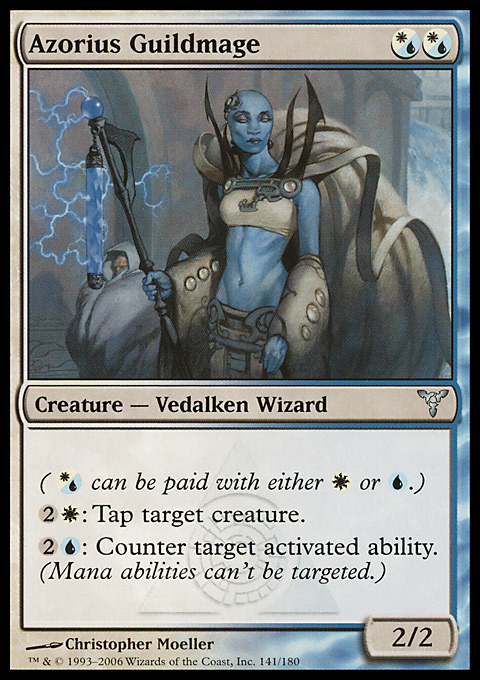 Azorius Guildmage
Creature — Vedalken Wizard
( can be paid with either or .)
2 : Tap target creature.
2 : Counter target activated ability.
(Mana abilities can't be targeted.)
Christopher Moeller
2/2
™ & © 1993–2006 Wizards of the Coast, Inc. 141/180